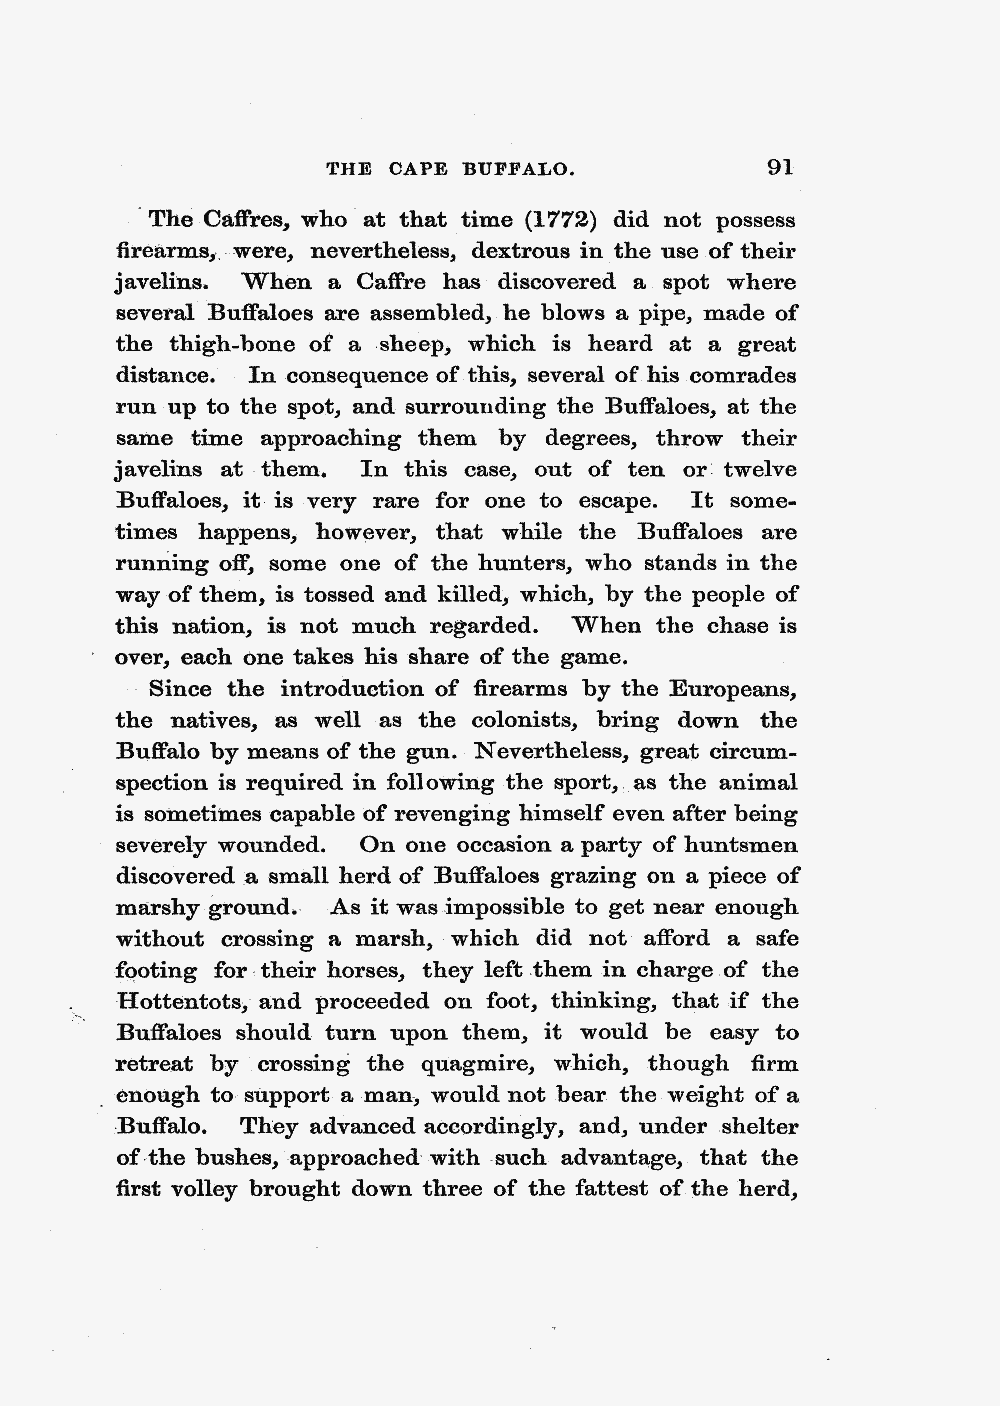 THE CAPE BUFFALO. 91
The Caffres, who at that time (1772) did not possess
firearms, were, nevertheless, dextrous in the use of their
javelins. When a Caffre has discovered a spot where
several Buffaloes are assembled, he blows a pipe, made of
the thigh-bone of a sheep, which is heard at a great
distance. In consequence of this, several of his comrades
run up to the spot, and surrounding the Buffaloes, at the
same time approaching them by degrees, throw their
javelins at them. In this case, out of ten or twelve
Buffaloes, it is very rare for one to escape. It some-
times happens, however, that while the Buffaloes are
running off, some one of the hunters, who stands in the
way of them, is tossed and killed, which, by the people of
this nation, is not much regarded. When the chase is
over, each one takes his share of the game.
Since the introduction of firearms by the Europeans,
the natives, as well as the colonists, bring down the
Buffalo by means of the gun. Nevertheless, great circum-
spection is required in following the sport, as the animal
is sometimes capable of revenging himself even after being
severely wounded. On one occasion a party of huntsmen
discovered a small herd of Buffaloes grazing on a piece of
marshy ground. As it was impossible to get near enough
without crossing a marsh, which did not afford a safe
footing for their horses, they left them in charge of the
Hottentots, and proceeded on foot, thinking, that if the
Buffaloes should turn upon them, it would be easy to
retreat by crossing the quagmire, which, though firm
enough to support a man, would not bear the weight of a
Buffalo. They advanced accordingly, and, under shelter
of the bushes, approached with such advantage, that the
first volley brought down three of the fattest of the herd,